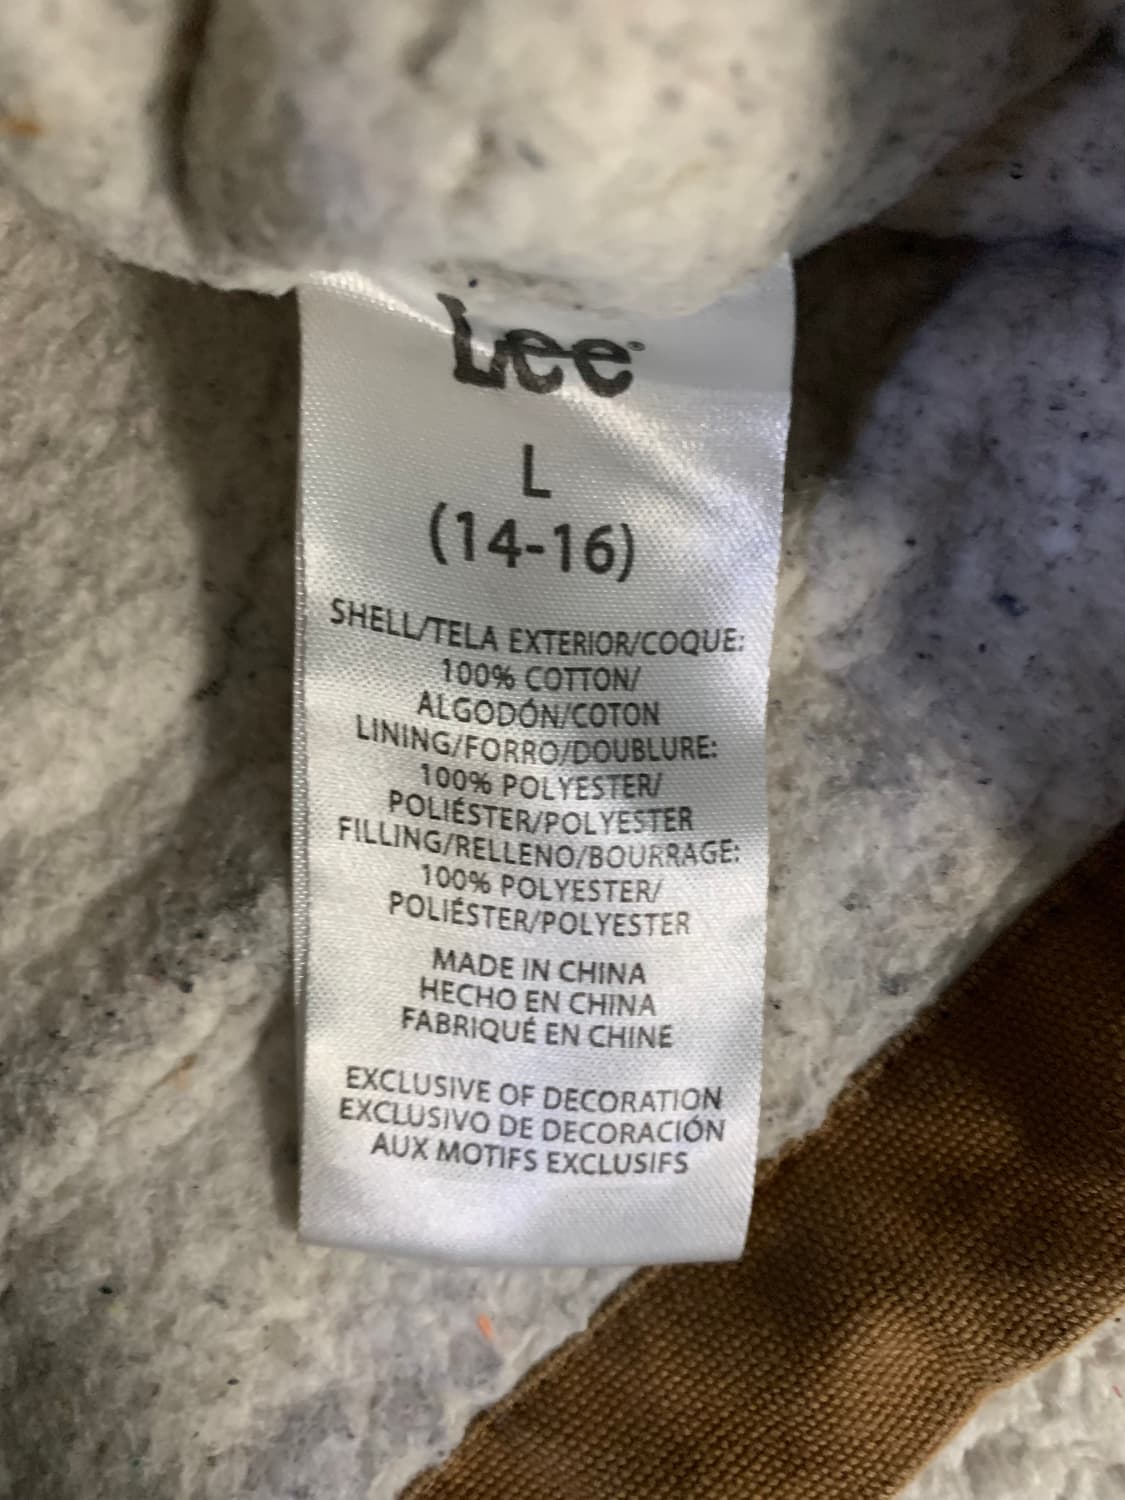 Lee®
L
(14-16)
SHELL/TELA EXTERIOR/COQUE:
100% COTTON/
ALGODÓN/COTON
LINING/FORRO/DOUBLURE:
100% POLYESTER/
POLIÉSTER/POLYESTER
FILLING/RELLENO/BOURRAGE:
100% POLYESTER/
POLIÉSTER/POLYESTER
MADE IN CHINA
HECHO EN CHINA
FABRIQUÉ EN CHINE
EXCLUSIVE OF DECORATION
EXCLUSIVO DE DECORACIÓN
AUX MOTIFS EXCLUSIFS